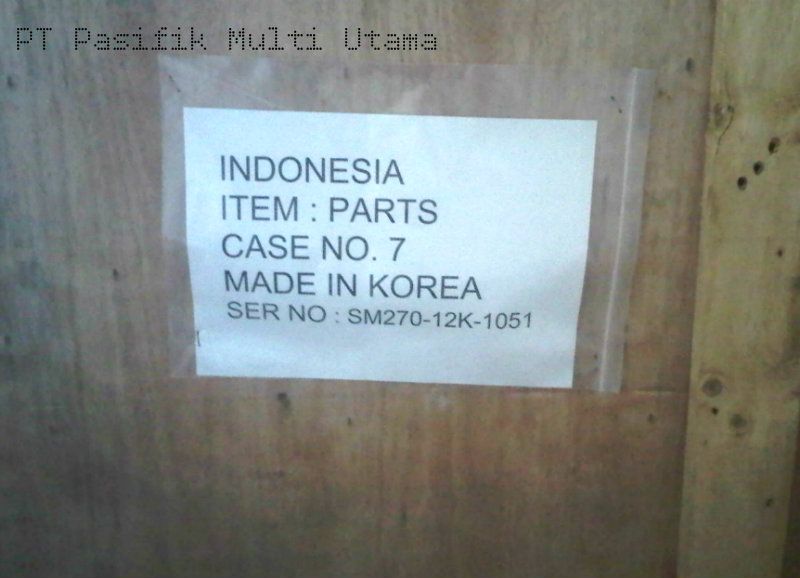 PT Pasifik Multi Utama
INDONESIA
ITEM : PARTS
CASE NO. 7
MADE IN KOREA
SER NO : SM270-12K-1051